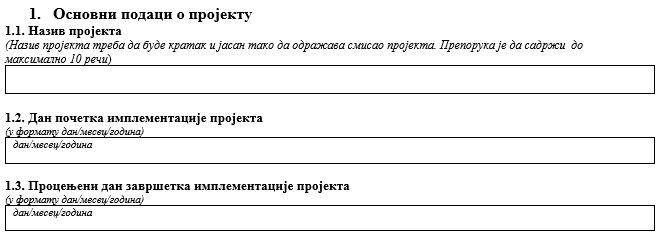 1. Основни подаци о пројекту
1.1. Назив пројекта
(Назив пројекта треба да буде кратак и јасан тако да одражава смисао пројекта. Препорука је да садржи до
максимално 10 речи)
1.2. Дан почетка имплементације пројекта
(у формату дан/месец/година)
дан/месец/година
1.3. Процењени дан завршетка имплементације пројекта
(у формату дан/месец/година)
дан/месец/година